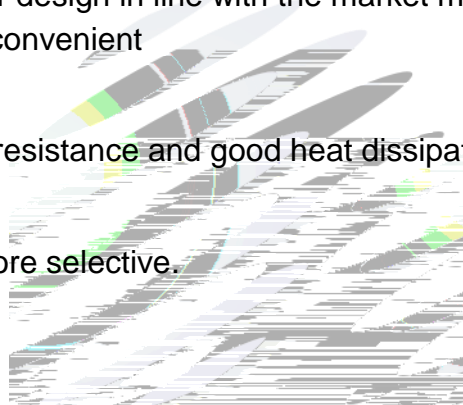 design in line with the market m
convenient
resistance and good heat dissipat
ore selective.